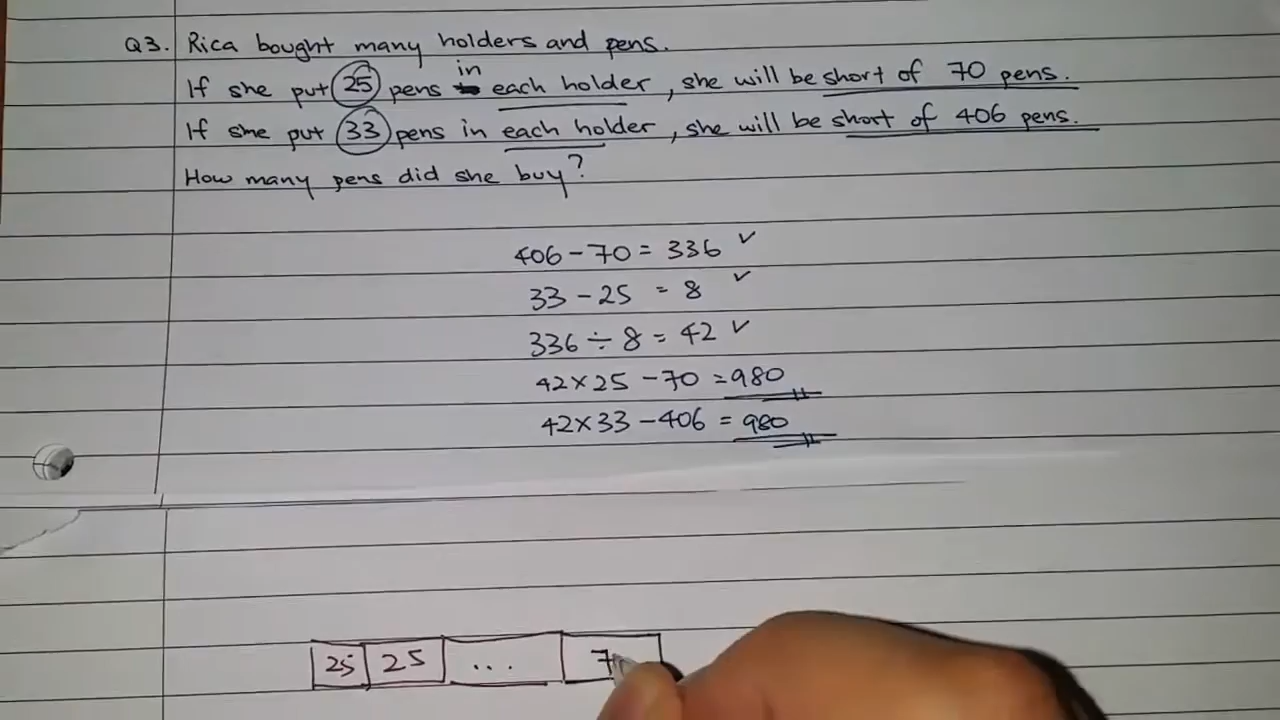 Q3. Rica bought many holders and pens.
If she put 25 pens in each holder, she will be short of 70 pens.
If she put 33 pens in each holder, she will be short of 406 pens.
How many pens did she buy?
406 - 70 = 336 ✓
33 - 25 = 8 ✓
336 ÷ 8 = 42 ✓
42 × 25 - 70 = 980
42 × 33 - 406 = 980
25 25 ...